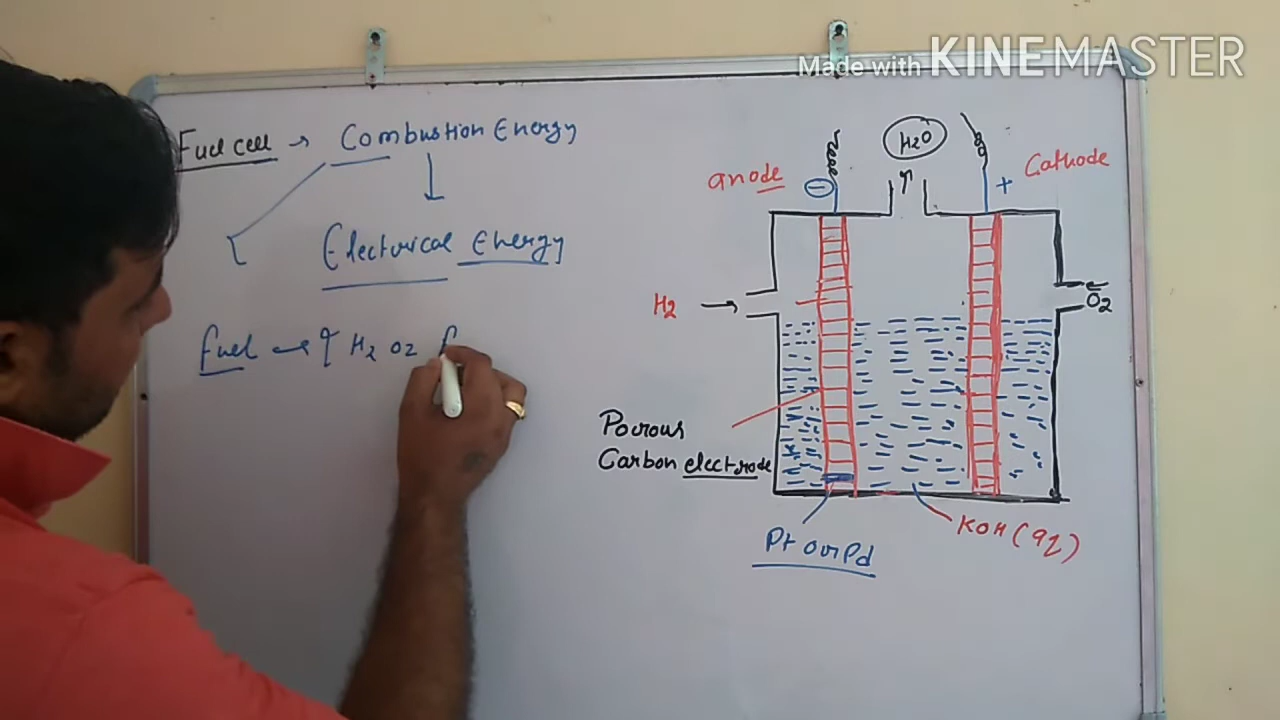 Made with KINEMASTER
Fuel cell → Combustion Energy
↓
Electrical Energy
Fuel → H2 O2 f
anode
−
H2O
+
Cathode
H2 →
O2
Porous
Carbon electrode
Pt or Pd
KOH (aq)